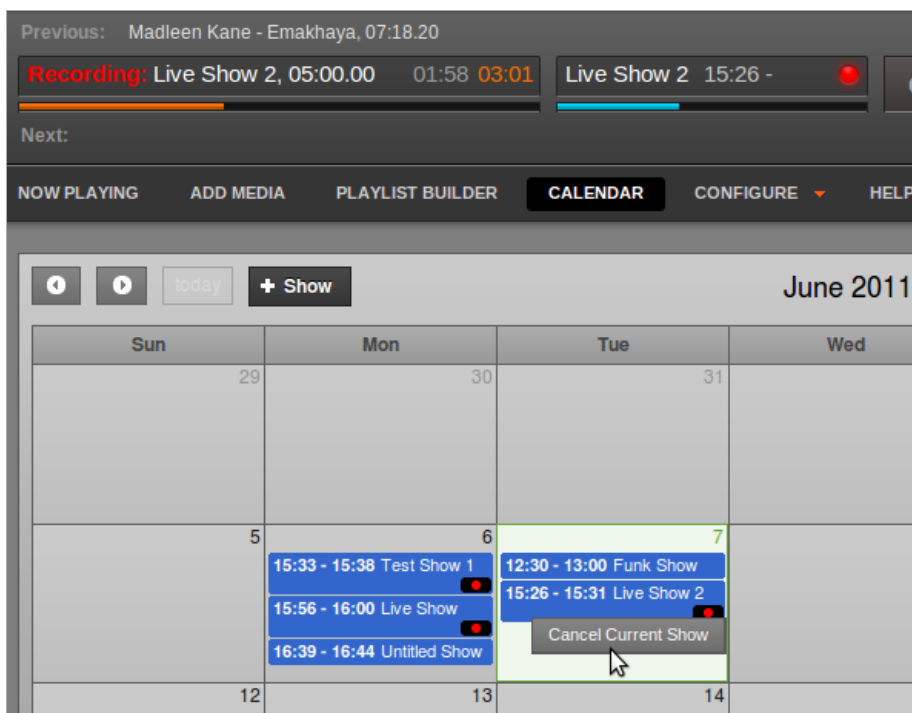 Previous: Madleen Kane - Emakhaya, 07:18.20
Recording: Live Show 2, 05:00.00 01:58 03:01
Live Show 2 15:26 -
Next:
NOW PLAYING ADD MEDIA PLAYLIST BUILDER CALENDAR CONFIGURE HELP
today + Show June 2011
Sun Mon Tue Wed
29 30 31
5 6 7
15:33 - 15:38 Test Show 1
15:56 - 16:00 Live Show
16:39 - 16:44 Untitled Show
12:30 - 13:00 Funk Show
15:26 - 15:31 Live Show 2
Cancel Current Show
12 13 14